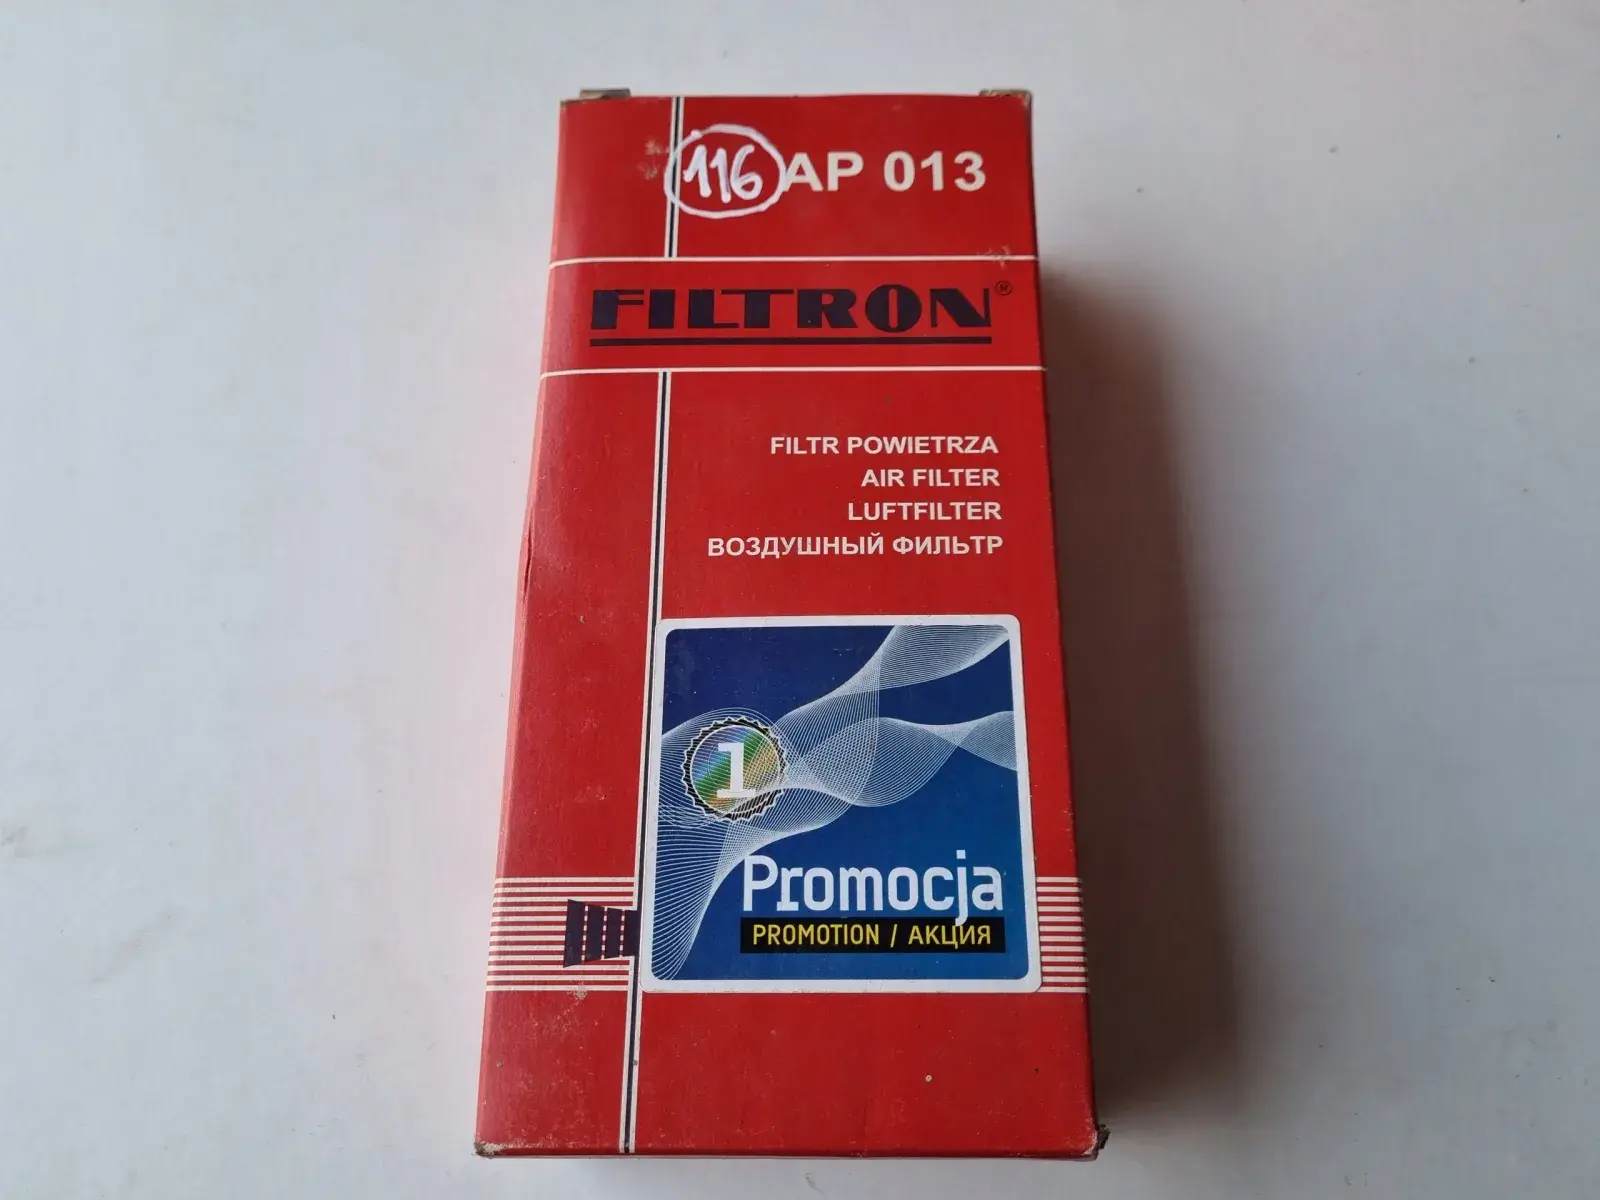 116 AP 013
FILTRON®
FILTR POWIETRZA
AIR FILTER
LUFTFILTER
ВОЗДУШНЫЙ ФИЛЬТР
1
Promocja
PROMOTION / АКЦИЯ